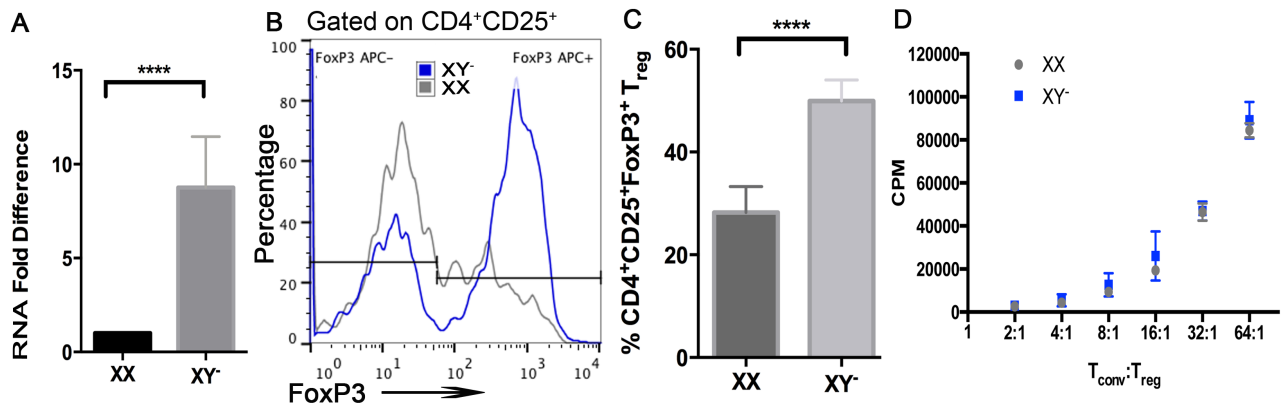 A
RNA Fold Difference
15
10
5
0
****
XX
XY⁻
B
Gated on CD4⁺CD25⁺
Percentage
100
80
60
40
20
0
FoxP3 APC−
FoxP3 APC+
XY⁻
XX
10⁰ 10¹ 10² 10³ 10⁴
FoxP3
C
% CD4⁺CD25⁺FoxP3⁺ Treg
60
40
20
0
****
XX
XY⁻
D
CPM
120000
100000
80000
60000
40000
20000
0
XX
XY⁻
1 2:1 4:1 8:1 16:1 32:1 64:1
Tconv:Treg